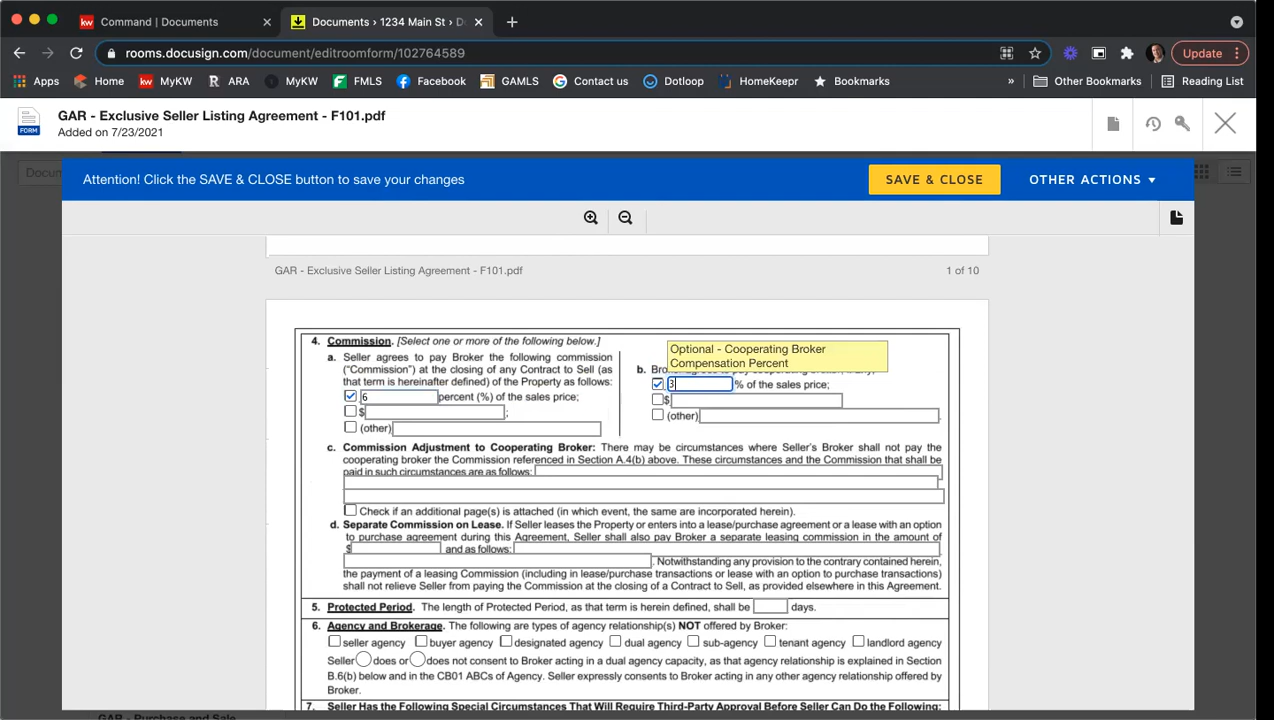 Command | Documents
Documents › 1234 Main St › D
rooms.docusign.com/document/editroomform/102764589
Update
Apps
Home
MyKW
ARA
MyKW
FMLS
Facebook
GAMLS
Contact us
Dotloop
HomeKeepr
Bookmarks
»
Other Bookmarks
Reading List
FORM
GAR - Exclusive Seller Listing Agreement - F101.pdf
Added on 7/23/2021
Docum
Attention! Click the SAVE & CLOSE button to save your changes
SAVE & CLOSE
OTHER ACTIONS
GAR - Exclusive Seller Listing Agreement - F101.pdf
1 of 10
4. Commission. [Select one or more of the following below.]
a. Seller agrees to pay Broker the following commission
("Commission") at the closing of any Contract to Sell (as
that term is hereinafter defined) of the Property as follows:
6 percent (%) of the sales price;
$ ;
(other)
Optional - Cooperating Broker
Compensation Percent
b. Bro
3 % of the sales price;
$
(other) .
c. Commission Adjustment to Cooperating Broker: There may be circumstances where Seller's Broker shall not pay the
cooperating broker the Commission referenced in Section A.4(b) above. These circumstances and the Commission that shall be
paid in such circumstances are as follows:
Check if an additional page(s) is attached (in which event, the same are incorporated herein).
d. Separate Commission on Lease. If Seller leases the Property or enters into a lease/purchase agreement or a lease with an option
to purchase agreement during this Agreement, Seller shall also pay Broker a separate leasing commission in the amount of
$ and as follows:
. Notwithstanding any provision to the contrary contained herein,
the payment of a leasing Commission (including in lease/purchase transactions or lease with an option to purchase transactions)
shall not relieve Seller from paying the Commission at the closing of a Contract to Sell, as provided elsewhere in this Agreement.
5. Protected Period. The length of Protected Period, as that term is herein defined, shall be days.
6. Agency and Brokerage. The following are types of agency relationship(s) NOT offered by Broker:
seller agency buyer agency designated agency dual agency sub-agency tenant agency landlord agency
Seller does or does not consent to Broker acting in a dual agency capacity, as that agency relationship is explained in Section
B.6(b) below and in the CB01 ABCs of Agency. Seller expressly consents to Broker acting in any other agency relationship offered by
Broker.
7. Seller Has the Following Special Circumstances That Will Require Third-Party Approval Before Seller Can Do the Following:
GAR - Purchase and Sale